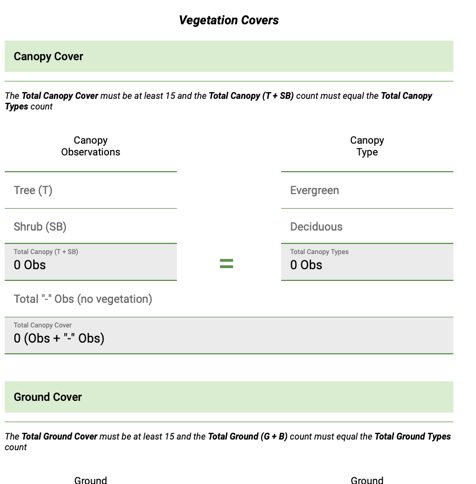 Vegetation Covers
Canopy Cover
The Total Canopy Cover must be at least 15 and the Total Canopy (T + SB) count must equal the Total Canopy
Types count
Canopy
Observations
Canopy
Type
Tree (T)
Evergreen
Shrub (SB)
Deciduous
Total Canopy (T + SB)
0 Obs
=
Total Canopy Types
0 Obs
Total "-" Obs (no vegetation)
Total Canopy Cover
0 (Obs + "-" Obs)
Ground Cover
The Total Ground Cover must be at least 15 and the Total Ground (G + B) count must equal the Total Ground Types
count
Ground
Ground